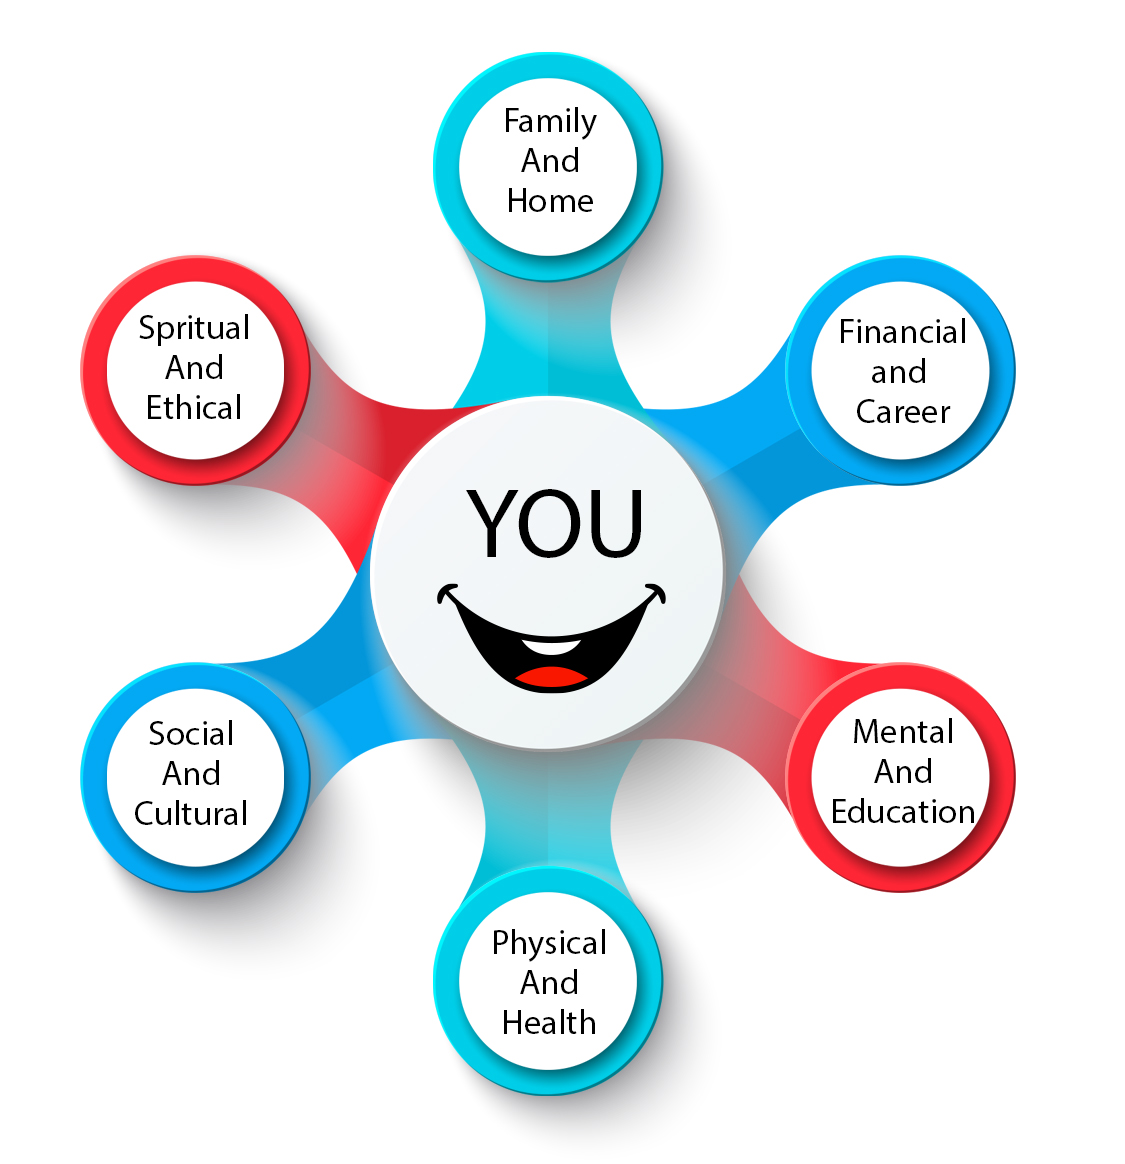 Family
And
Home
Spritual
And
Ethical
Financial
and
Career
YOU
Social
And
Cultural
Mental
And
Education
Physical
And
Health